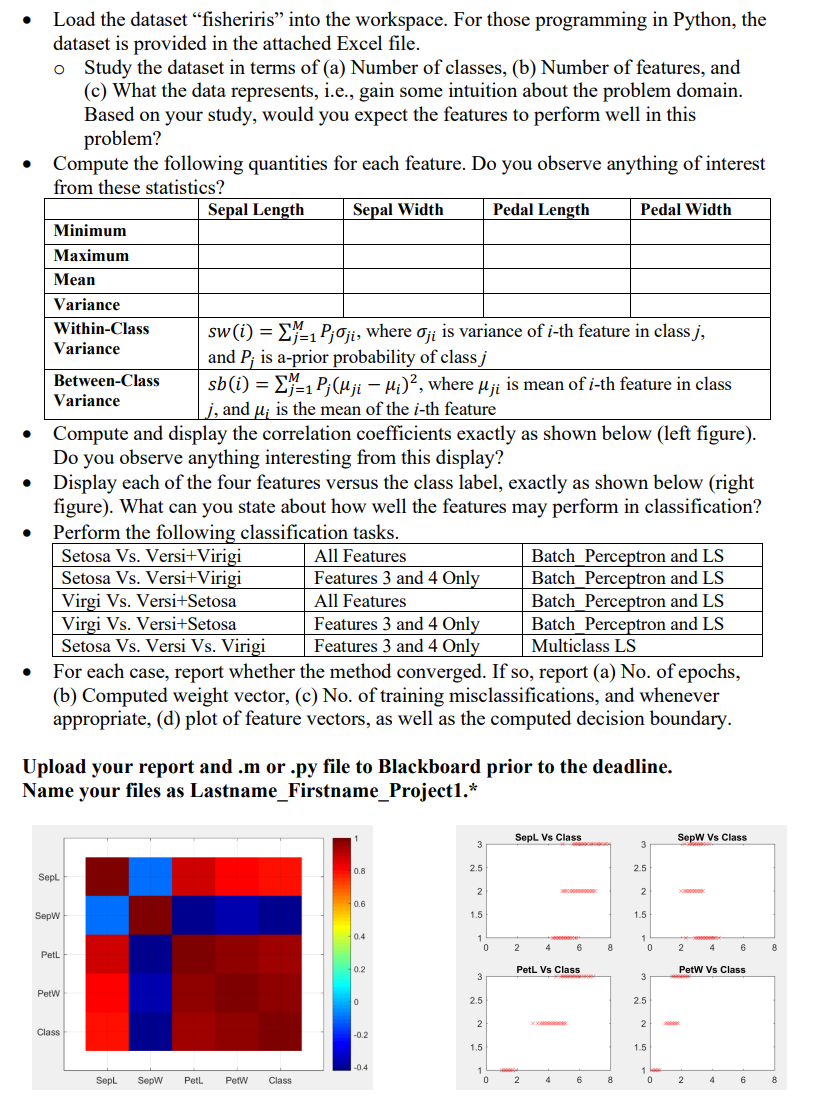 • Load the dataset “fisheriris” into the workspace. For those programming in Python, the
dataset is provided in the attached Excel file.
o Study the dataset in terms of (a) Number of classes, (b) Number of features, and
(c) What the data represents, i.e., gain some intuition about the problem domain.
Based on your study, would you expect the features to perform well in this
problem?
• Compute the following quantities for each feature. Do you observe anything of interest
from these statistics?
Sepal Length Sepal Width Pedal Length Pedal Width
Minimum
Maximum
Mean
Variance
Within-Class
Variance
sw(i) = ∑ᴹⱼ₌₁ Pⱼσⱼᵢ, where σⱼᵢ is variance of i-th feature in class j,
and Pⱼ is a-prior probability of class j
Between-Class
Variance
sb(i) = ∑ᴹⱼ₌₁ Pⱼ(μⱼᵢ − μᵢ)², where μⱼᵢ is mean of i-th feature in class
j, and μᵢ is the mean of the i-th feature
• Compute and display the correlation coefficients exactly as shown below (left figure).
Do you observe anything interesting from this display?
• Display each of the four features versus the class label, exactly as shown below (right
figure). What can you state about how well the features may perform in classification?
• Perform the following classification tasks.
Setosa Vs. Versi+Virigi All Features Batch_Perceptron and LS
Setosa Vs. Versi+Virigi Features 3 and 4 Only Batch_Perceptron and LS
Virgi Vs. Versi+Setosa All Features Batch_Perceptron and LS
Virgi Vs. Versi+Setosa Features 3 and 4 Only Batch_Perceptron and LS
Setosa Vs. Versi Vs. Virigi Features 3 and 4 Only Multiclass LS
• For each case, report whether the method converged. If so, report (a) No. of epochs,
(b) Computed weight vector, (c) No. of training misclassifications, and whenever
appropriate, (d) plot of feature vectors, as well as the computed decision boundary.
Upload your report and .m or .py file to Blackboard prior to the deadline.
Name your files as Lastname_Firstname_Project1.*
SepL
SepW
PetL
PetW
Class
SepL SepW PetL PetW Class
1
0.8
0.6
0.4
0.2
0
-0.2
-0.4
SepL Vs Class
3
2.5
2
1.5
1
0 2 4 6 8
SepW Vs Class
3
2.5
2
1.5
1
0 2 4 6 8
PetL Vs Class
3
2.5
2
1.5
1
0 2 4 6 8
PetW Vs Class
3
2.5
2
1.5
1
0 2 4 6 8